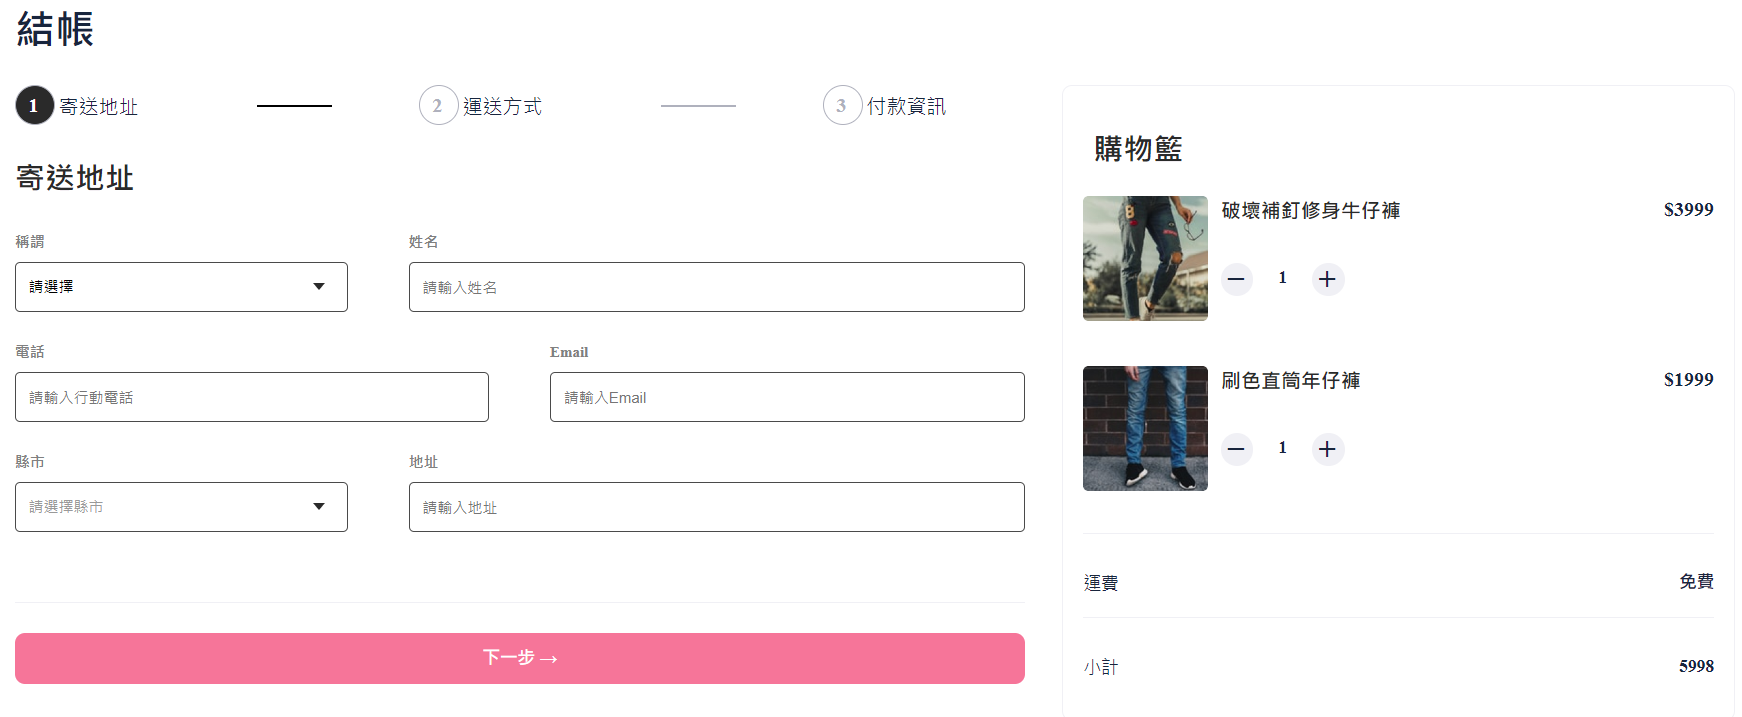 結帳
1 寄送地址
2 運送方式
3 付款資訊
寄送地址
稱謂
姓名
請選擇
請輸入姓名
電話
Email
請輸入行動電話
請輸入Email
縣市
地址
請選擇縣市
請輸入地址
下一步 →
購物籃
破壞補釘修身牛仔褲 $3999
1
刷色直筒年仔褲 $1999
1
運費 免費
小計 5998